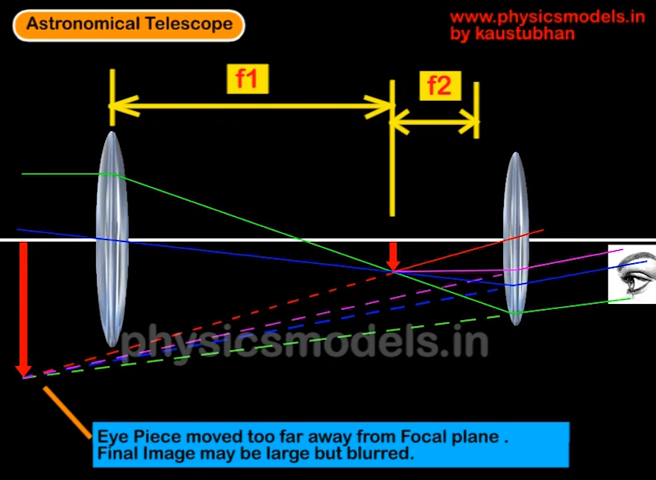 Astronomical Telescope
www.physicsmodels.in
by kaustubhan
f1
f2
physicsmodels.in
Eye Piece moved too far away from Focal plane .
Final Image may be large but blurred.